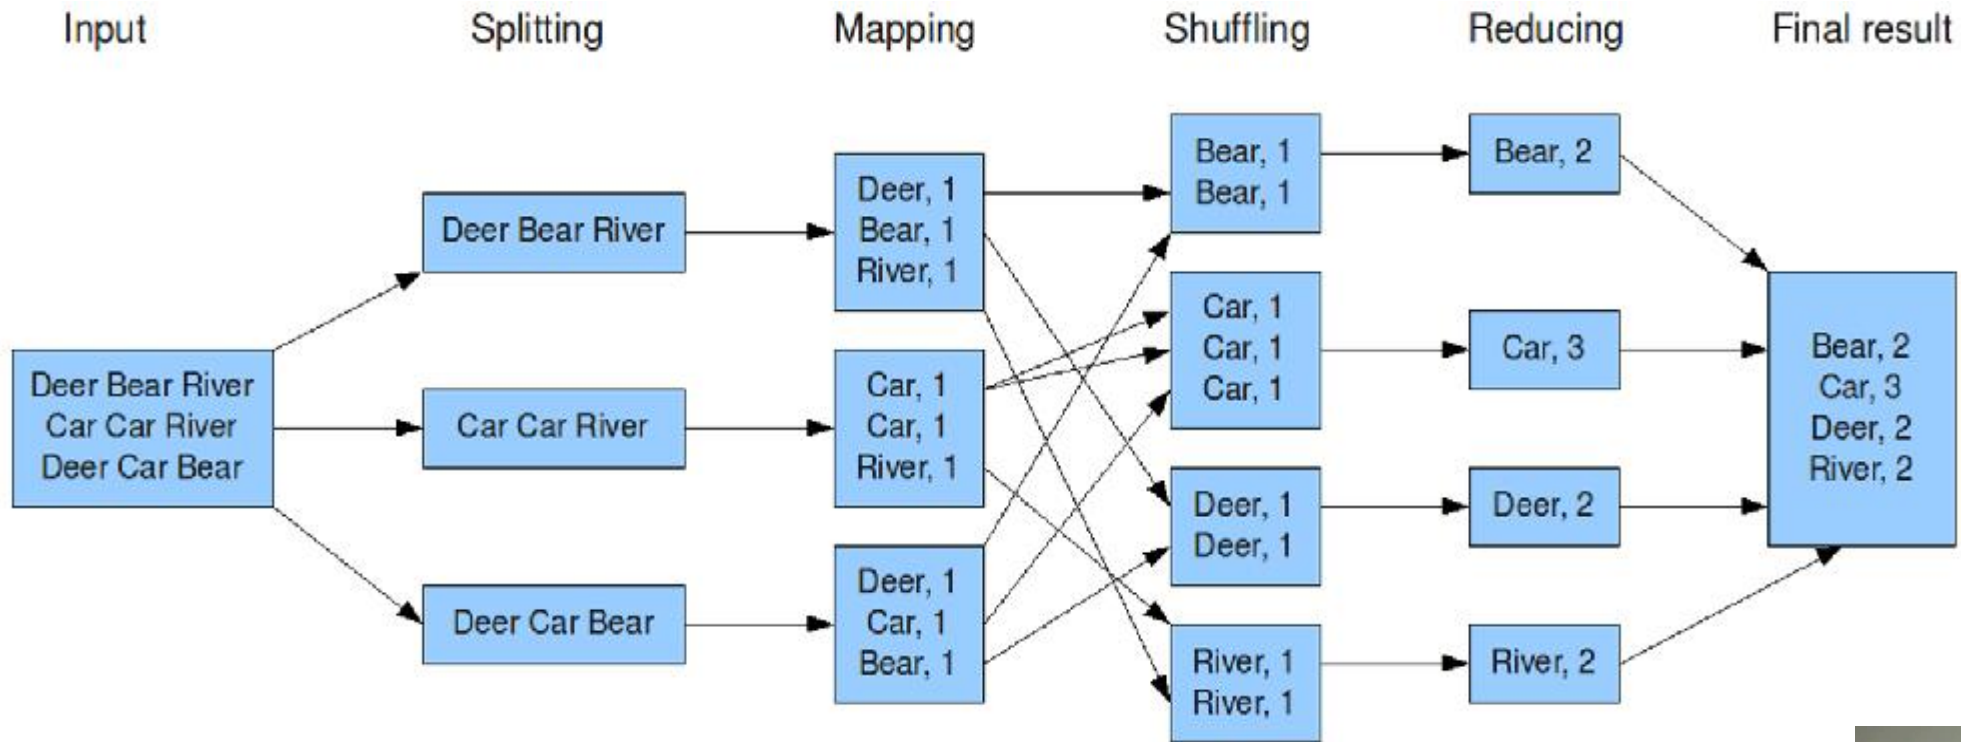 Input
Splitting
Mapping
Shuffling
Reducing
Final result
Deer Bear River
Car Car River
Deer Car Bear
Deer Bear River
Car Car River
Deer Car Bear
Deer, 1
Bear, 1
River, 1
Car, 1
Car, 1
River, 1
Deer, 1
Car, 1
Bear, 1
Bear, 1
Bear, 1
Car, 1
Car, 1
Car, 1
Deer, 1
Deer, 1
River, 1
River, 1
Bear, 2
Car, 3
Deer, 2
River, 2
Bear, 2
Car, 3
Deer, 2
River, 2